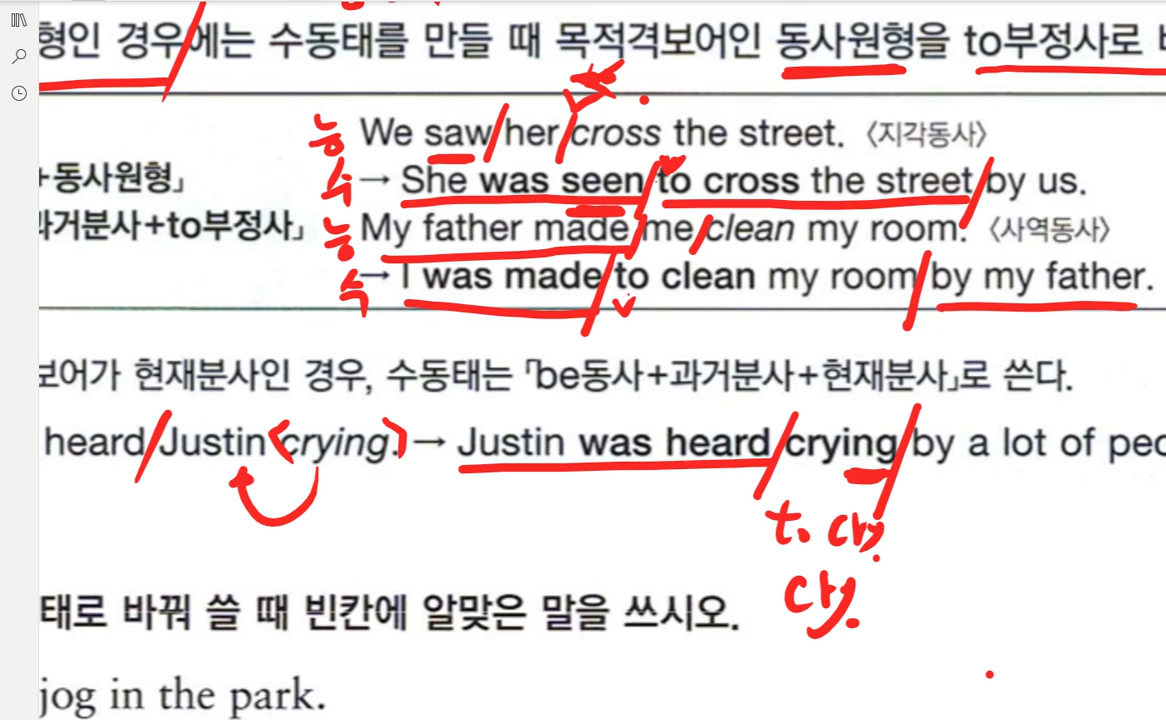 형인 경우에는 수동태를 만들 때 목적격보어인 동사원형을 to부정사로
능 We saw her cross the street. 〈지각동사〉
+동사원형」 수 → She was seen to cross the street by us.
과거분사+to부정사」 능 My father made me clean my room. 〈사역동사〉
수 → I was made to clean my room by my father.
보어가 현재분사인 경우, 수동태는 「be동사+과거분사+현재분사」로 쓴다.
heard Justin crying. → Justin was heard crying by a lot of peo
to cry.
cry.
태로 바꿔 쓸 때 빈칸에 알맞은 말을 쓰시오.
jog in the park.